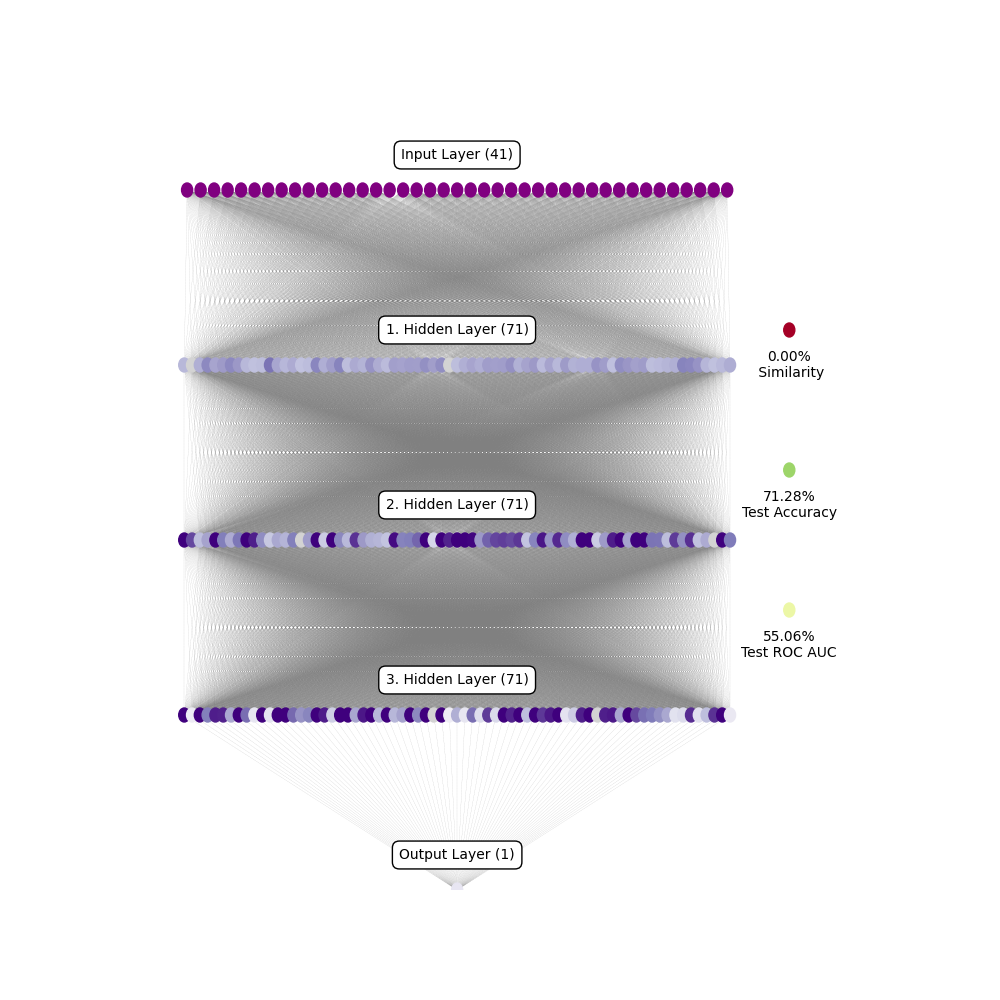 Input Layer (41)
1. Hidden Layer (71)
0.00%
Similarity
71.28%
Test Accuracy
2. Hidden Layer (71)
55.06%
Test ROC AUC
3. Hidden Layer (71)
Output Layer (1)